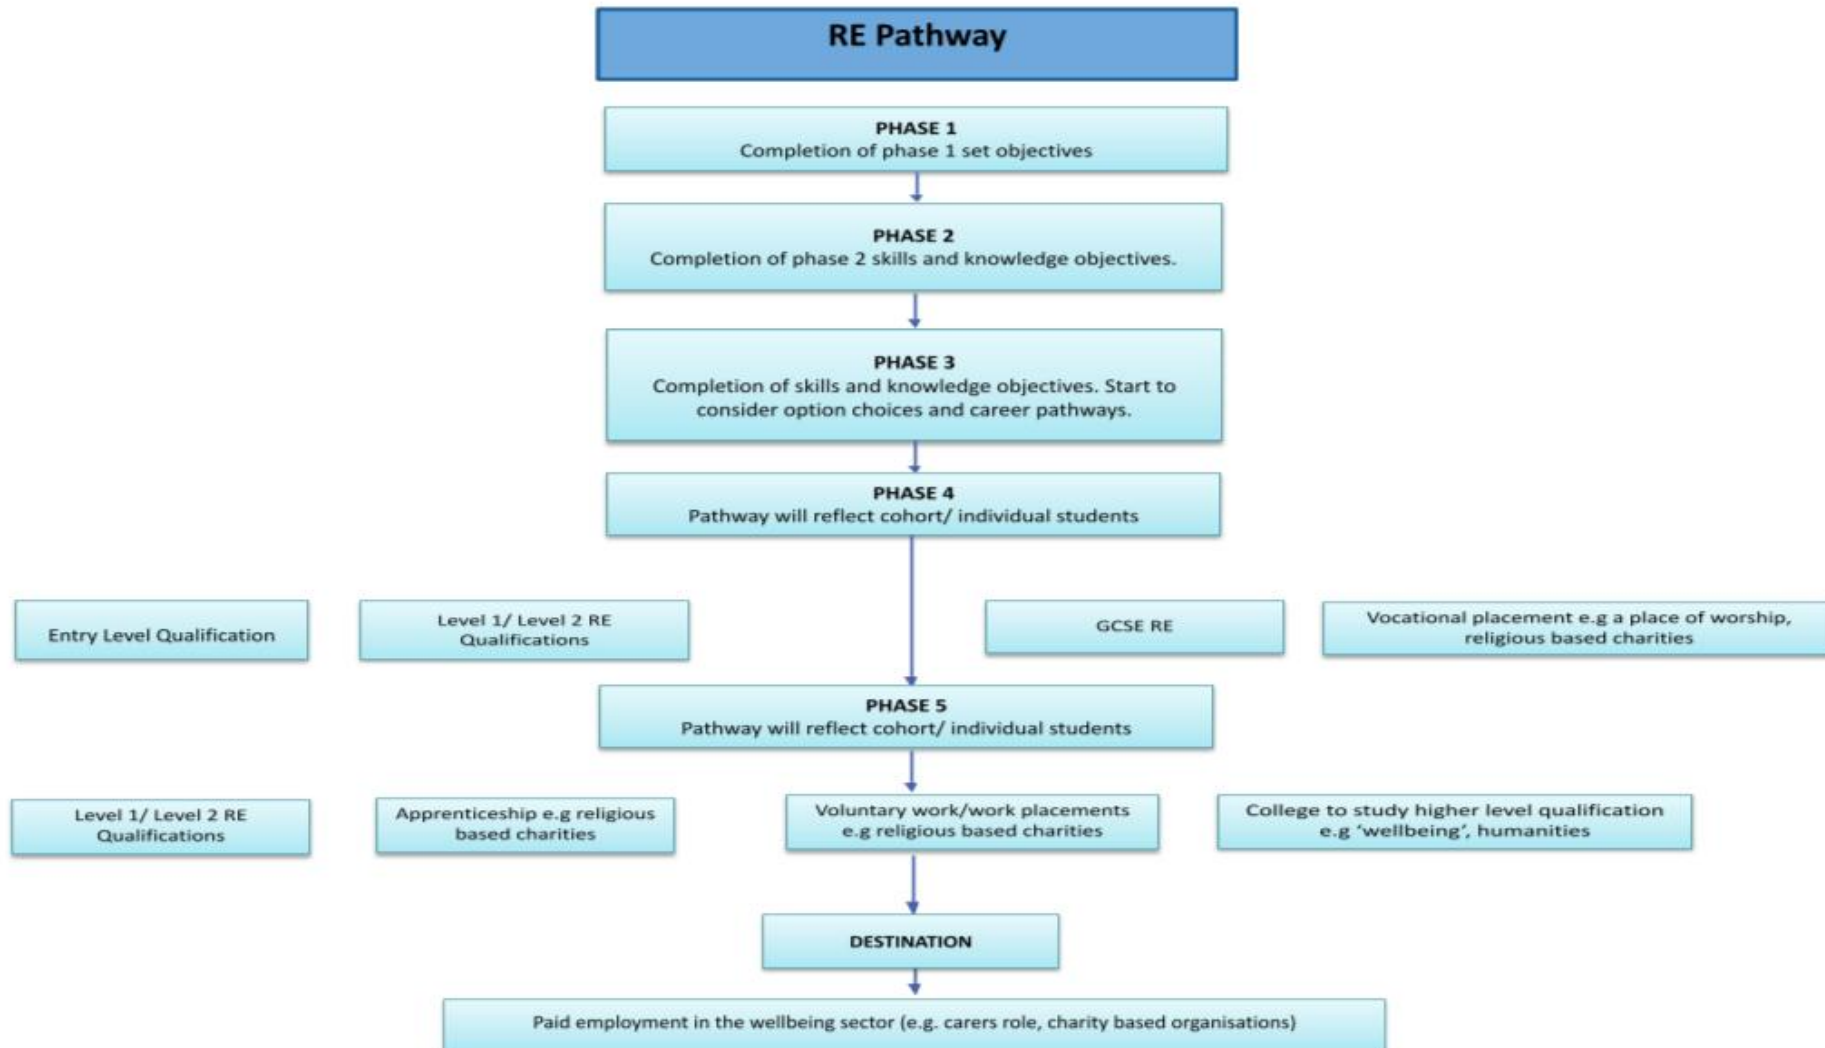 RE Pathway
PHASE 1
Completion of phase 1 set objectives
PHASE 2
Completion of phase 2 skills and knowledge objectives.
PHASE 3
Completion of skills and knowledge objectives. Start to
consider option choices and career pathways.
PHASE 4
Pathway will reflect cohort/ individual students
Entry Level Qualification
Level 1/ Level 2 RE
Qualifications
GCSE RE
Vocational placement e.g a place of worship,
religious based charities
PHASE 5
Pathway will reflect cohort/ individual students
Level 1/ Level 2 RE
Qualifications
Apprenticeship e.g religious
based charities
Voluntary work/work placements
e.g religious based charities
College to study higher level qualification
e.g ‘wellbeing’, humanities
DESTINATION
Paid employment in the wellbeing sector (e.g. carers role, charity based organisations)